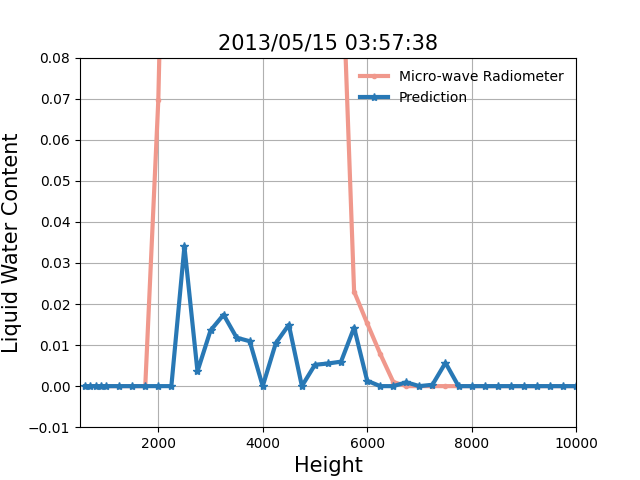 2013/05/15 03:57:38
Micro-wave Radiometer
Prediction
Liquid Water Content
0.08
0.07
0.06
0.05
0.04
0.03
0.02
0.01
0.00
−0.01
2000 4000 6000 8000 10000
Height